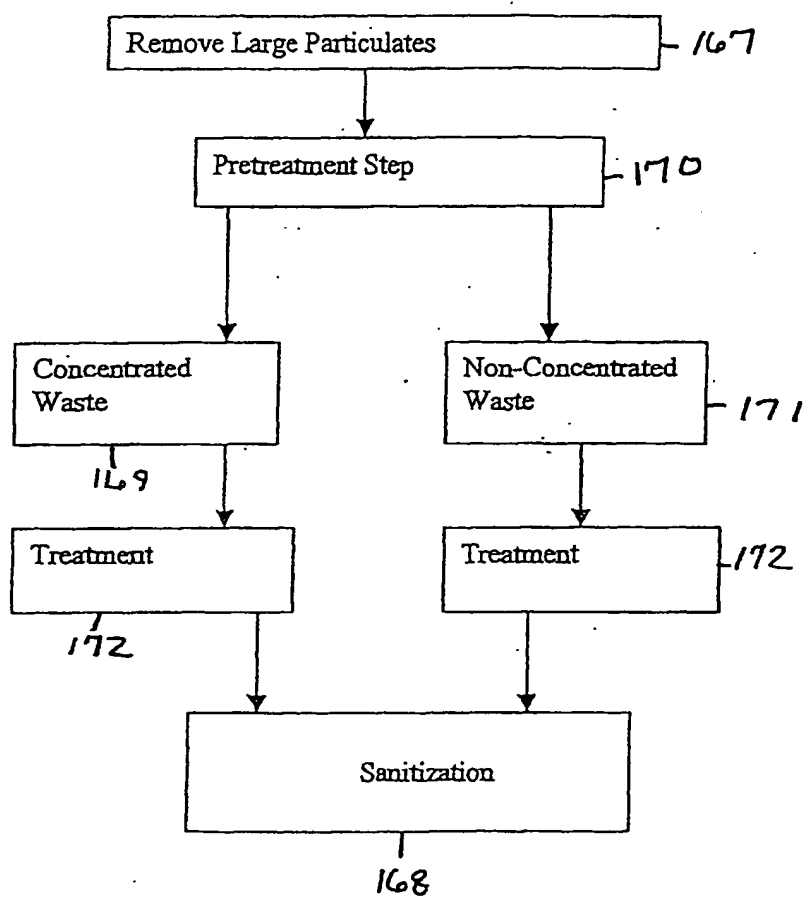 Remove Large Particulates 167
Pretreatment Step 170
Concentrated
Waste
169
Non-Concentrated
Waste
171
Treatment
172
Treatment
172
Sanitization
168